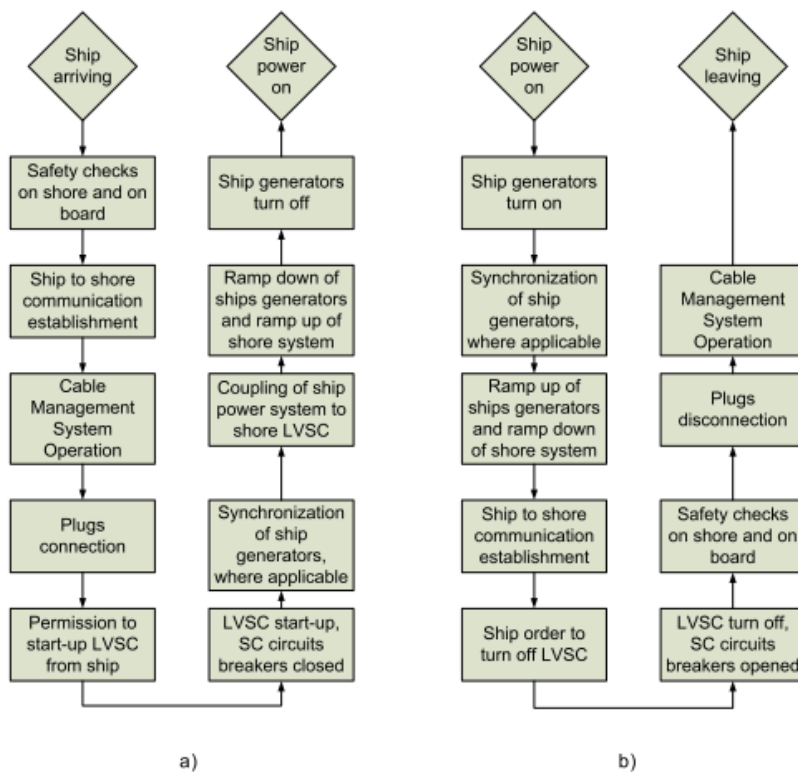 Ship
arriving
Safety checks
on shore and on
board
Ship to shore
communication
establishment
Cable
Management
System
Operation
Plugs
connection
Permission to
start-up LVSC
from ship
LVSC start-up,
SC circuits
breakers closed
Synchronization
of ship
generators,
where applicable
Coupling of ship
power system to
shore LVSC
Ramp down of
ships generators
and ramp up of
shore system
Ship generators
turn off
Ship
power
on
a)
Ship
power
on
Ship generators
turn on
Synchronization
of ship
generators,
where applicable
Ramp up of
ships generators
and ramp down
of shore system
Ship to shore
communication
establishment
Ship order to
turn off LVSC
LVSC turn off,
SC circuits
breakers opened
Safety checks
on shore and on
board
Plugs
disconnection
Cable
Management
System
Operation
Ship
leaving
b)